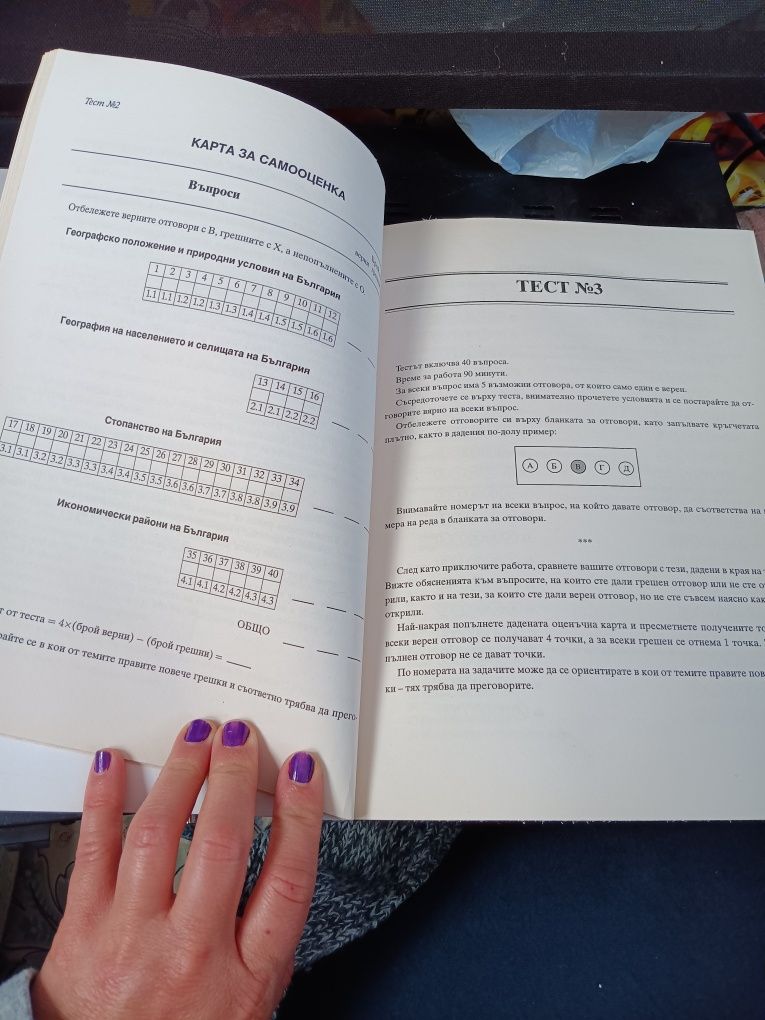 Тест №2
КАРТА ЗА САМООЦЕНКА
Въпроси
Отбележете верните отговори с В, грешните с Х, а непопълнените с О.
Географско положение и природни условия на България
1 2 3 4 5 6 7 8 9 10 11 12
1.1 1.1 1.2 1.2 1.3 1.3 1.4 1.4 1.5 1.5 1.6 1.6
География на населението и селищата на България
13 14 15 16
2.1 2.1 2.2 2.2
Стопанство на България
17 18 19 20 21 22 23 24 25 26 27 28 29 30 31 32 33 34
3.1 3.1 3.2 3.2 3.3 3.3 3.4 3.4 3.5 3.5 3.6 3.6 3.7 3.7 3.8 3.8 3.9 3.9
Икономически райони на България
35 36 37 38 39 40
4.1 4.1 4.2 4.2 4.3 4.3
ОБЩО
от теста = 4×(брой верни) – (брой грешни) =
се в кои от темите правите повече грешки и съответно трябва да прего-
ТЕСТ №3
Тестът включва 40 въпроса.
Време за работа 90 минути.
За всеки въпрос има 5 възможни отговора, от които само един е верен.
Съсредоточете се върху теста, внимателно прочетете условията и се постарайте да от-
говорите вярно на всеки въпрос.
Отбележете отговорите си върху бланката за отговори, като запълвате кръгчетата
плътно, както в дадения по-долу пример:
А Б В Г Д
Внимавайте номерът на всеки въпрос, на който давате отговор, да съответства на
мера на реда в бланката за отговори.
***
След като приключите работа, сравнете вашите отговори с тези, дадени в края на
Вижте обясненията към въпросите, на които сте дали грешен отговор или не сте
рили, както и на тези, за които сте дали верен отговор, но не сте съвсем наясно как
открили.
Най-накрая попълнете дадената оценъчна карта и пресметнете получените
всеки верен отговор се получават 4 точки, а за всеки грешен се отнема 1 точка.
пълнен отговор не се дават точки.
По номерата на задачите може да се ориентирате в кои от темите правите
ки – тях трябва да преговорите.